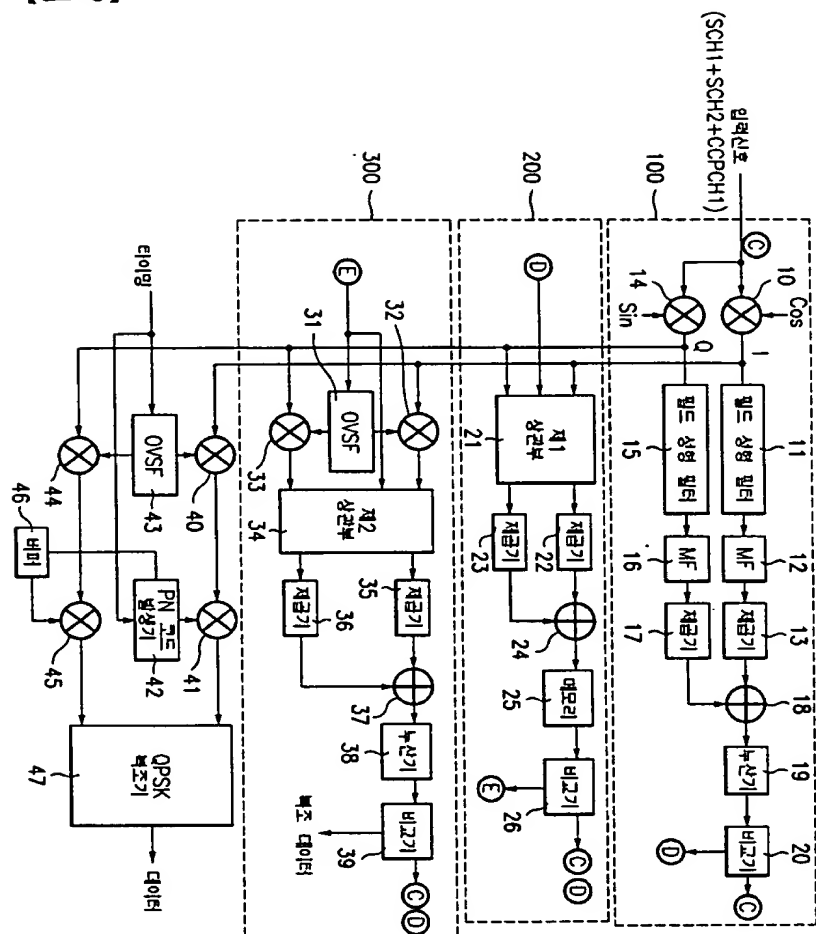 입력신호
(SCH1+SCH2+CCPCH1)
100
C
10
Cos
14
Sin
I
Q
11
필드 성형 필터
15
필드 성형 필터
12
MF
16
MF
13
제곱기
17
제곱기
18
19
누산기
20
비교기
D
C
200
D
21
제1
상관부
22
제곱기
23
제곱기
24
25
메모리
26
비교기
E
C D
300
E
31
OVSF
32
33
34
제2
상관부
35
제곱기
36
제곱기
37
38
누산기
39
비교기
복조 데이터
C D
타이밍
43
OVSF
40
44
46
버퍼
42
PN 코드
발생기
41
45
47
QPSK
복조기
데이터